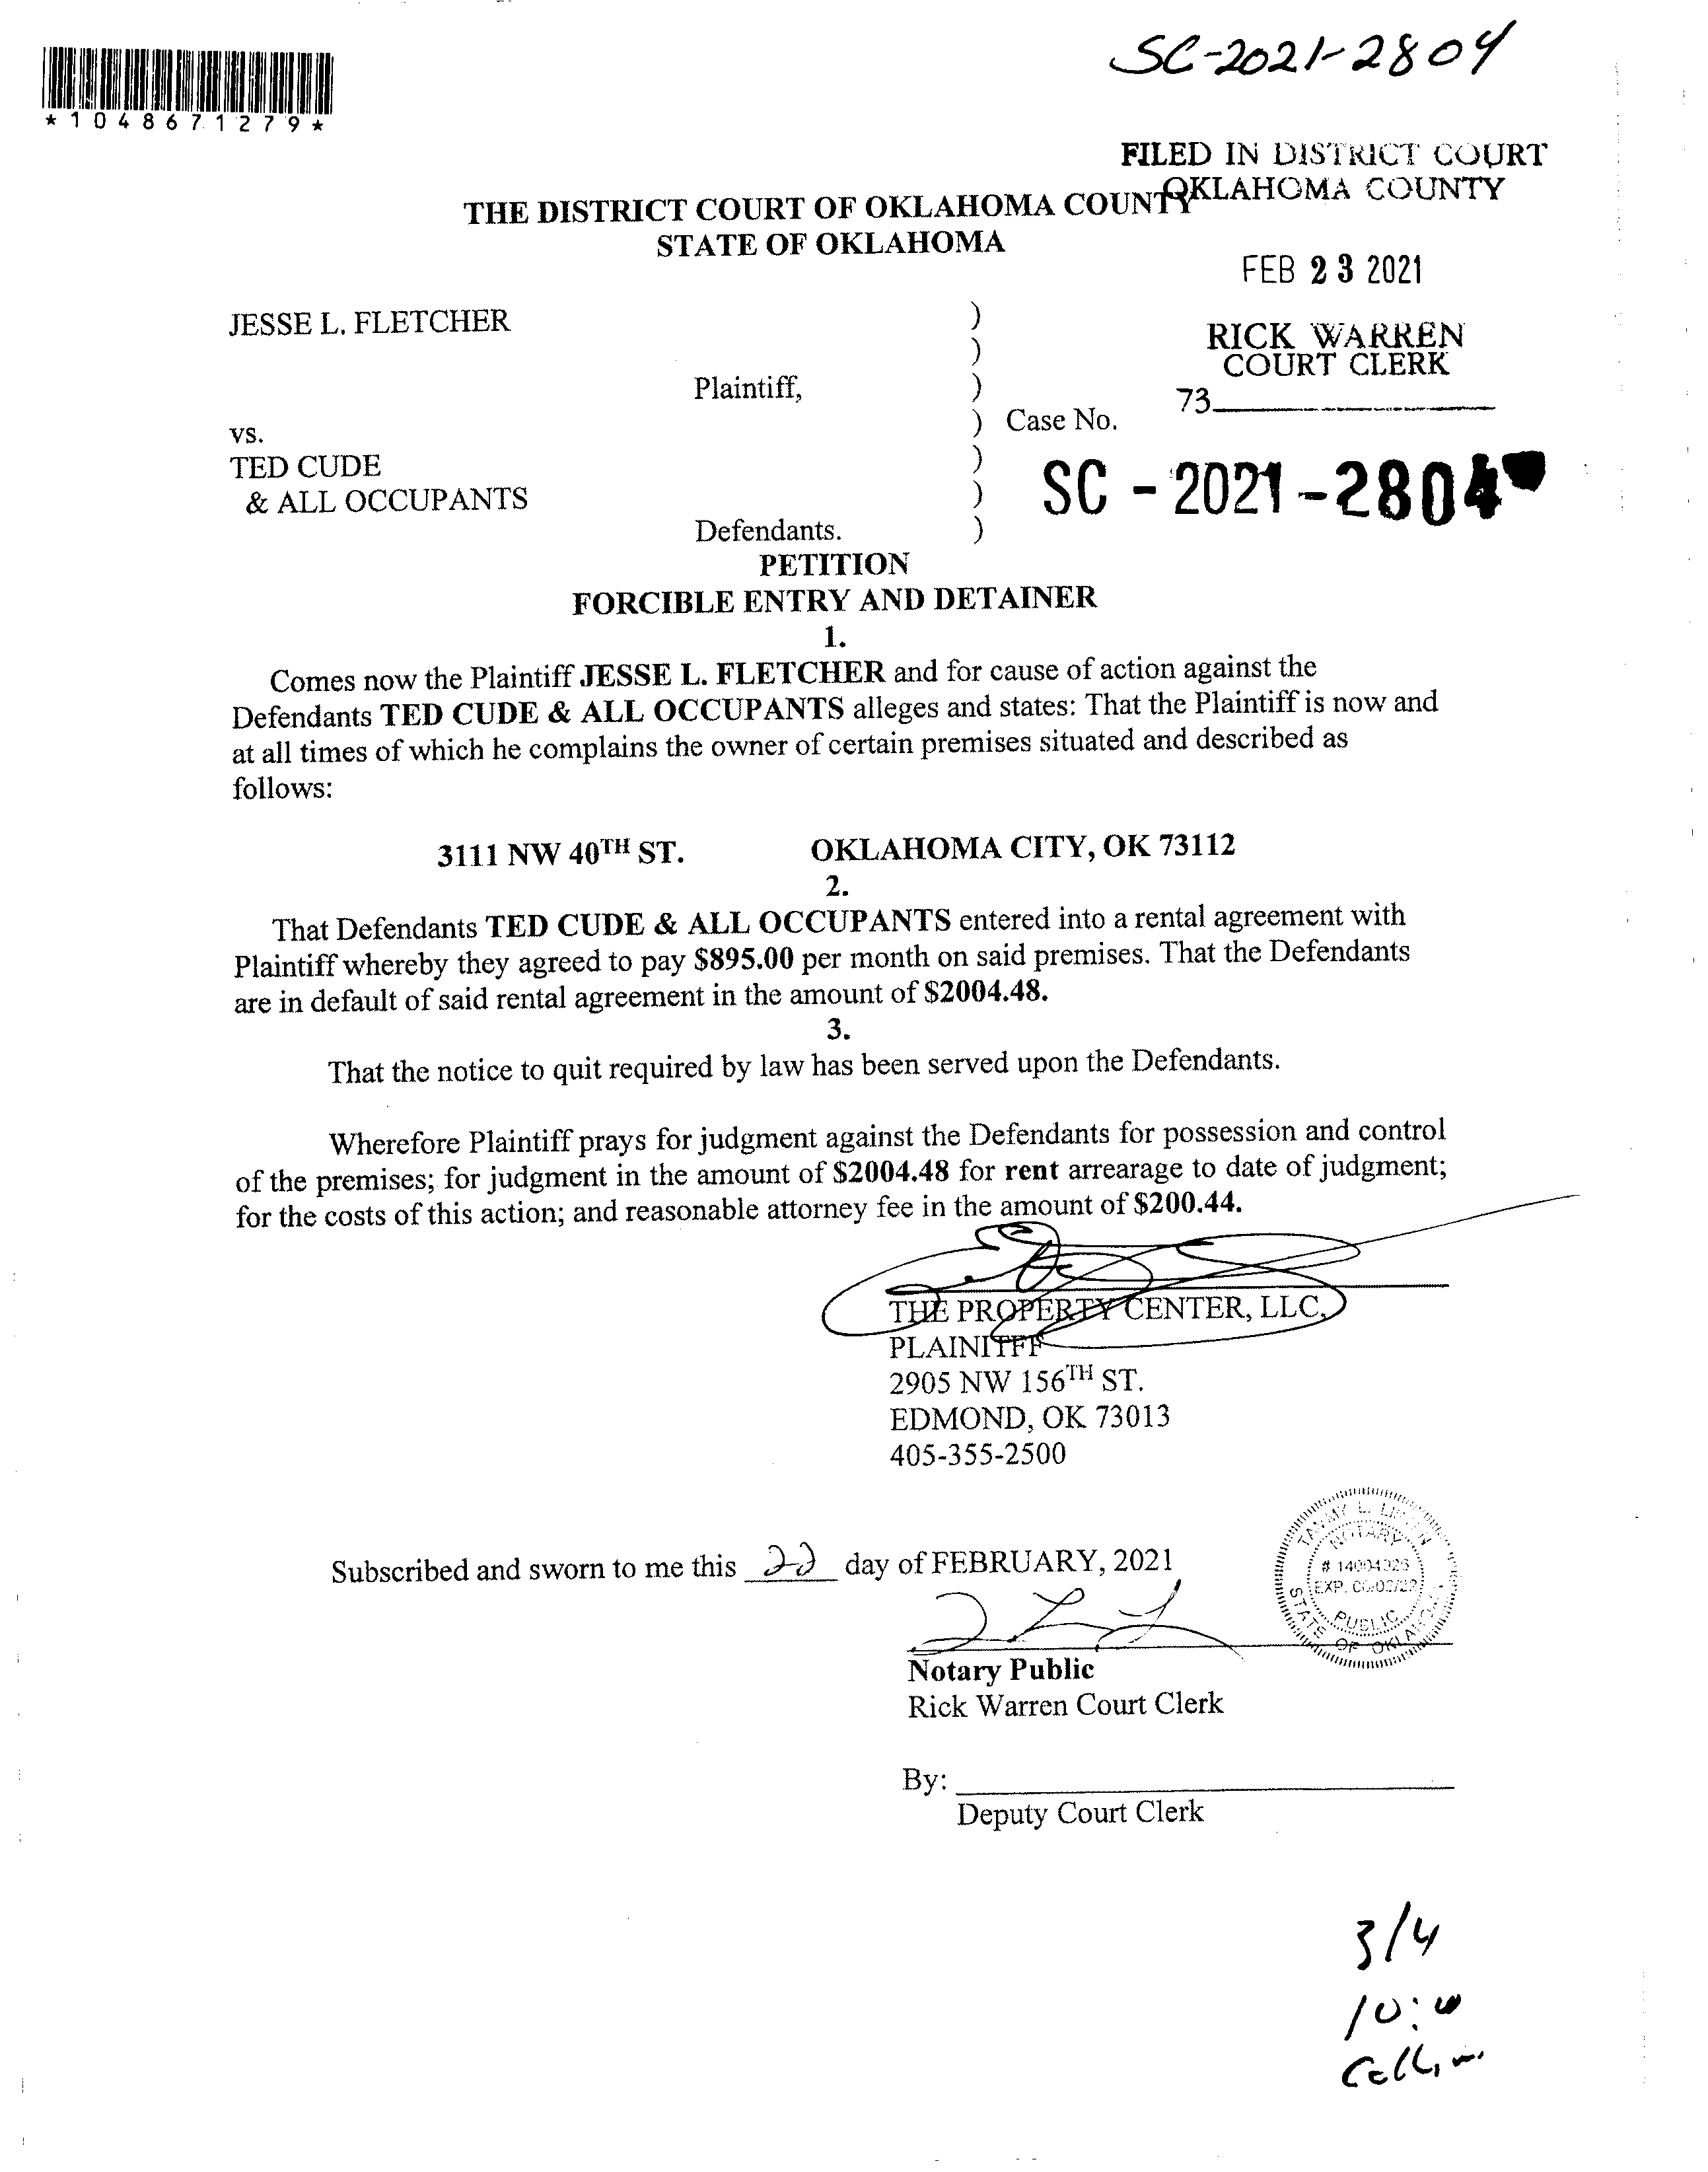 SC-2021-2804
*1048671279*
FILED IN DISTRICT COURT
OKLAHOMA COUNTY
THE DISTRICT COURT OF OKLAHOMA COUNTY
STATE OF OKLAHOMA
FEB 23 2021
JESSE L. FLETCHER )
)
RICK WARREN
COURT CLERK
Plaintiff, )
73
vs. ) Case No.
TED CUDE )
& ALL OCCUPANTS ) SC - 2021 - 2804
Defendants. )
PETITION
FORCIBLE ENTRY AND DETAINER
1.
Comes now the Plaintiff JESSE L. FLETCHER and for cause of action against the
Defendants TED CUDE & ALL OCCUPANTS alleges and states: That the Plaintiff is now and
at all times of which he complains the owner of certain premises situated and described as
follows:
3111 NW 40TH ST. OKLAHOMA CITY, OK 73112
2.
That Defendants TED CUDE & ALL OCCUPANTS entered into a rental agreement with
Plaintiff whereby they agreed to pay $895.00 per month on said premises. That the Defendants
are in default of said rental agreement in the amount of $2004.48.
3.
That the notice to quit required by law has been served upon the Defendants.
Wherefore Plaintiff prays for judgment against the Defendants for possession and control
of the premises; for judgment in the amount of $2004.48 for rent arrearage to date of judgment;
for the costs of this action; and reasonable attorney fee in the amount of $200.44.
THE PROPERTY CENTER, LLC,
PLAINITFF
2905 NW 156TH ST.
EDMOND, OK 73013
405-355-2500
TAMMY L.
NOTARY
# 14004326
EXP.
PUBLIC
STATE OF OKLAHOMA
Subscribed and sworn to me this 22 day of FEBRUARY, 2021
Notary Public
Rick Warren Court Clerk
By:
Deputy Court Clerk
3/4